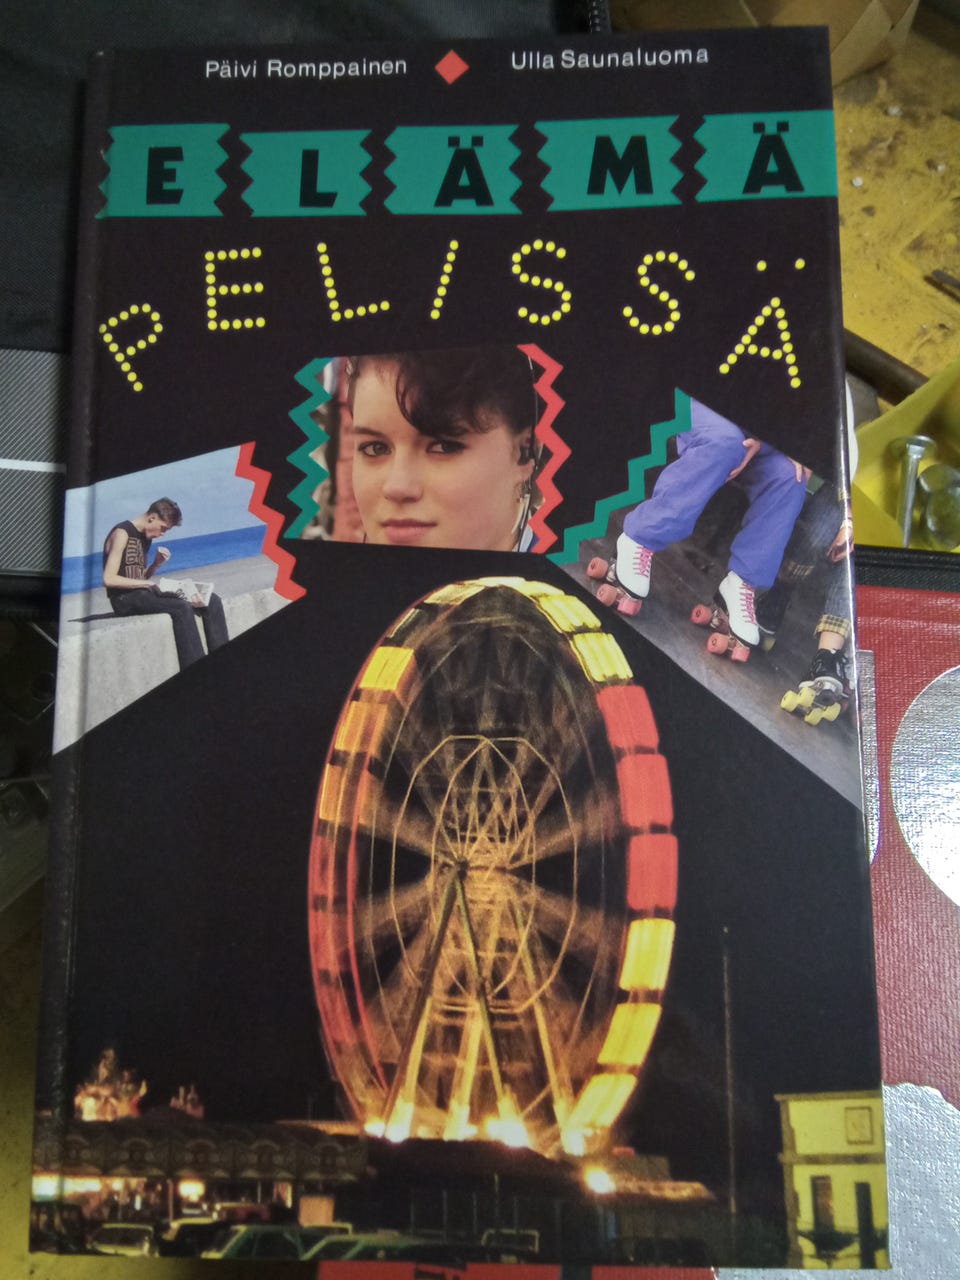 Päivi Romppainen ♦ Ulla Saunaluoma
ELÄMÄ
PELISSÄ